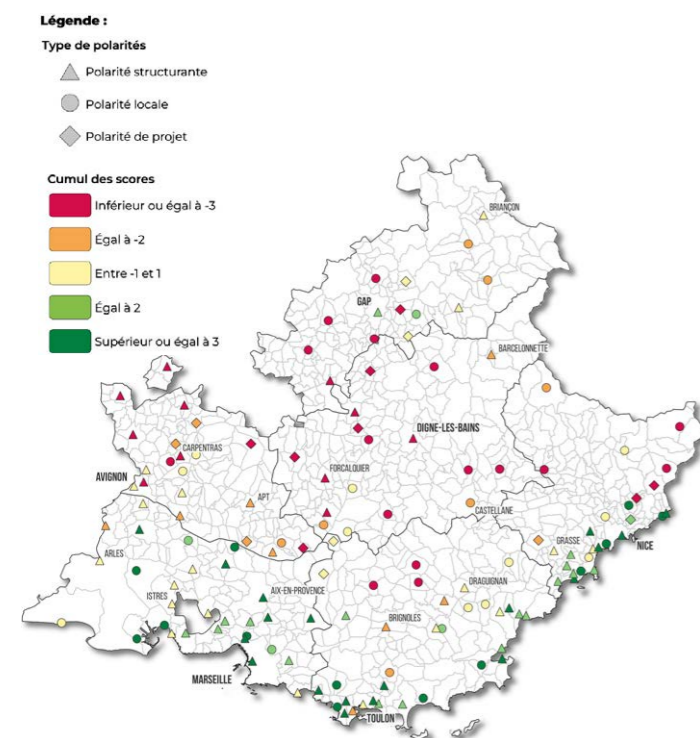 Légende :
Type de polarités
Polarité structurante
Polarité locale
Polarité de projet
Cumul des scores
Inférieur ou égal à -3
Égal à -2
Entre -1 et 1
Égal à 2
Supérieur ou égal à 3
BRIANÇON
GAP
BARCELONNETTE
DIGNE-LES-BAINS
CARPENTRAS
FORCALQUIER
AVIGNON
APT
CASTELLANE
GRASSE
NICE
ARLES
AIX-EN-PROVENCE
DRAGUIGNAN
ISTRES
BRIGNOLES
MARSEILLE
TOULON